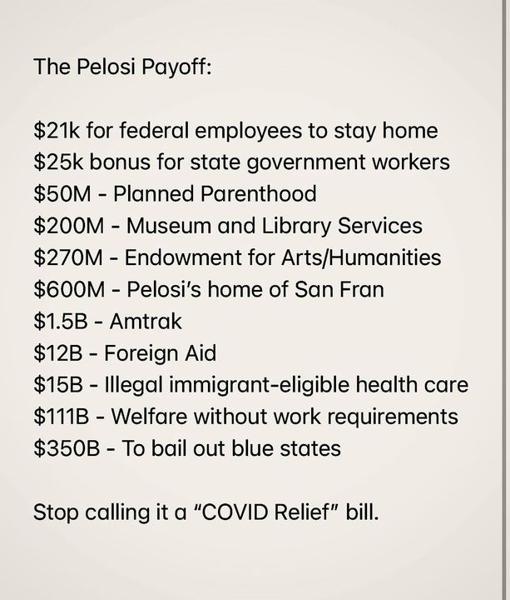 The Pelosi Payoff:
$21k for federal employees to stay home
$25k bonus for state government workers
$50M - Planned Parenthood
$200M - Museum and Library Services
$270M - Endowment for Arts/Humanities
$600M - Pelosi's home of San Fran
$1.5B - Amtrak
$12B - Foreign Aid
$15B - Illegal immigrant-eligible health care
$111B - Welfare without work requirements
$350B - To bail out blue states
Stop calling it a “COVID Relief” bill.